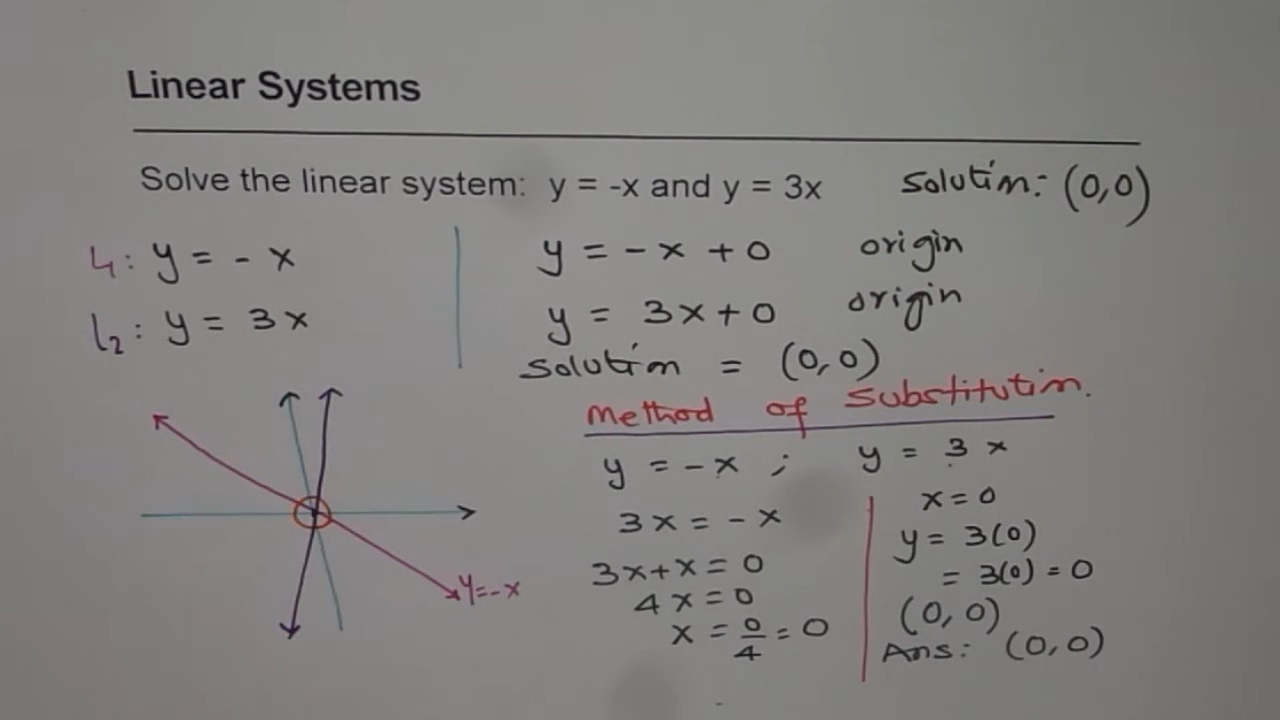 Linear Systems
Solve the linear system: y = -x and y = 3x
Solution: (0,0)
L1: y = - x
l2: y = 3x
y = - x + 0 origin
y = 3x + 0 origin
Solution = (0,0)
y = -x
Method of Substitution.
y = -x ; y = 3x
3x = - x
3x + x = 0
4x = 0
x = 0/4 = 0
x = 0
y = 3(0)
= 3(0) = 0
(0,0)
Ans: (0,0)